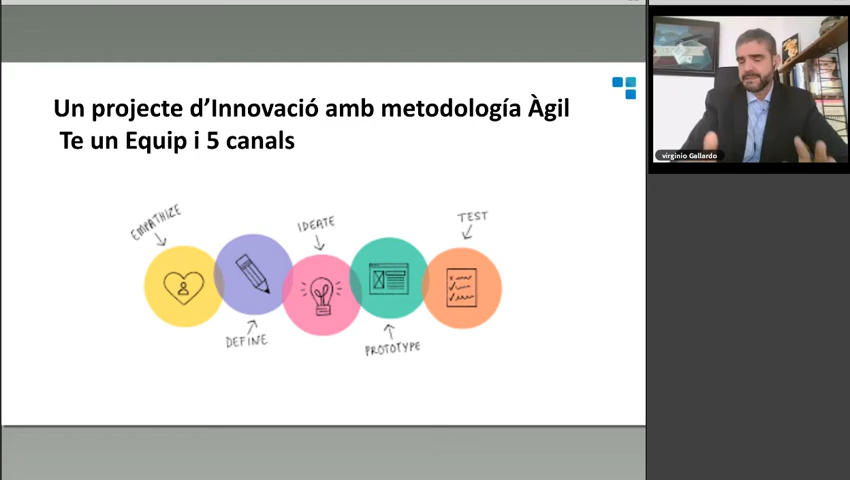 Un projecte d'Innovació amb metodología Àgil
Te un Equip i 5 canals
EMPATHIZE
IDEATE
TEST
DEFINE
PROTOTYPE
virginio Gallardo